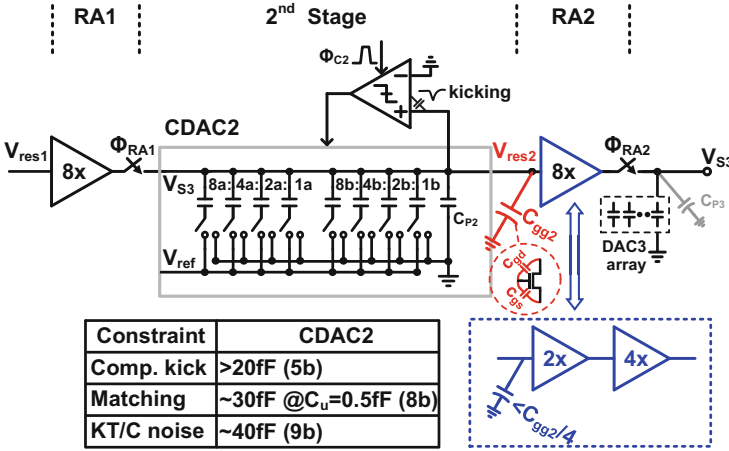 RA1 2nd Stage RA2
ΦC2
kicking
CDAC2
Vres1 8x ΦRA1
VS3 8a: 4a: 2a: 1a 8b: 4b: 2b: 1b
CP2
Vref
Vres2 8x ΦRA2 VS3
Cgg2
Cgd
Cgs
CP3
DAC3
array
Constraint CDAC2
Comp. kick >20fF (5b)
Matching ~30fF @Cu=0.5fF (8b)
KT/C noise ~40fF (9b)
2x 4x
<Cgg2/4